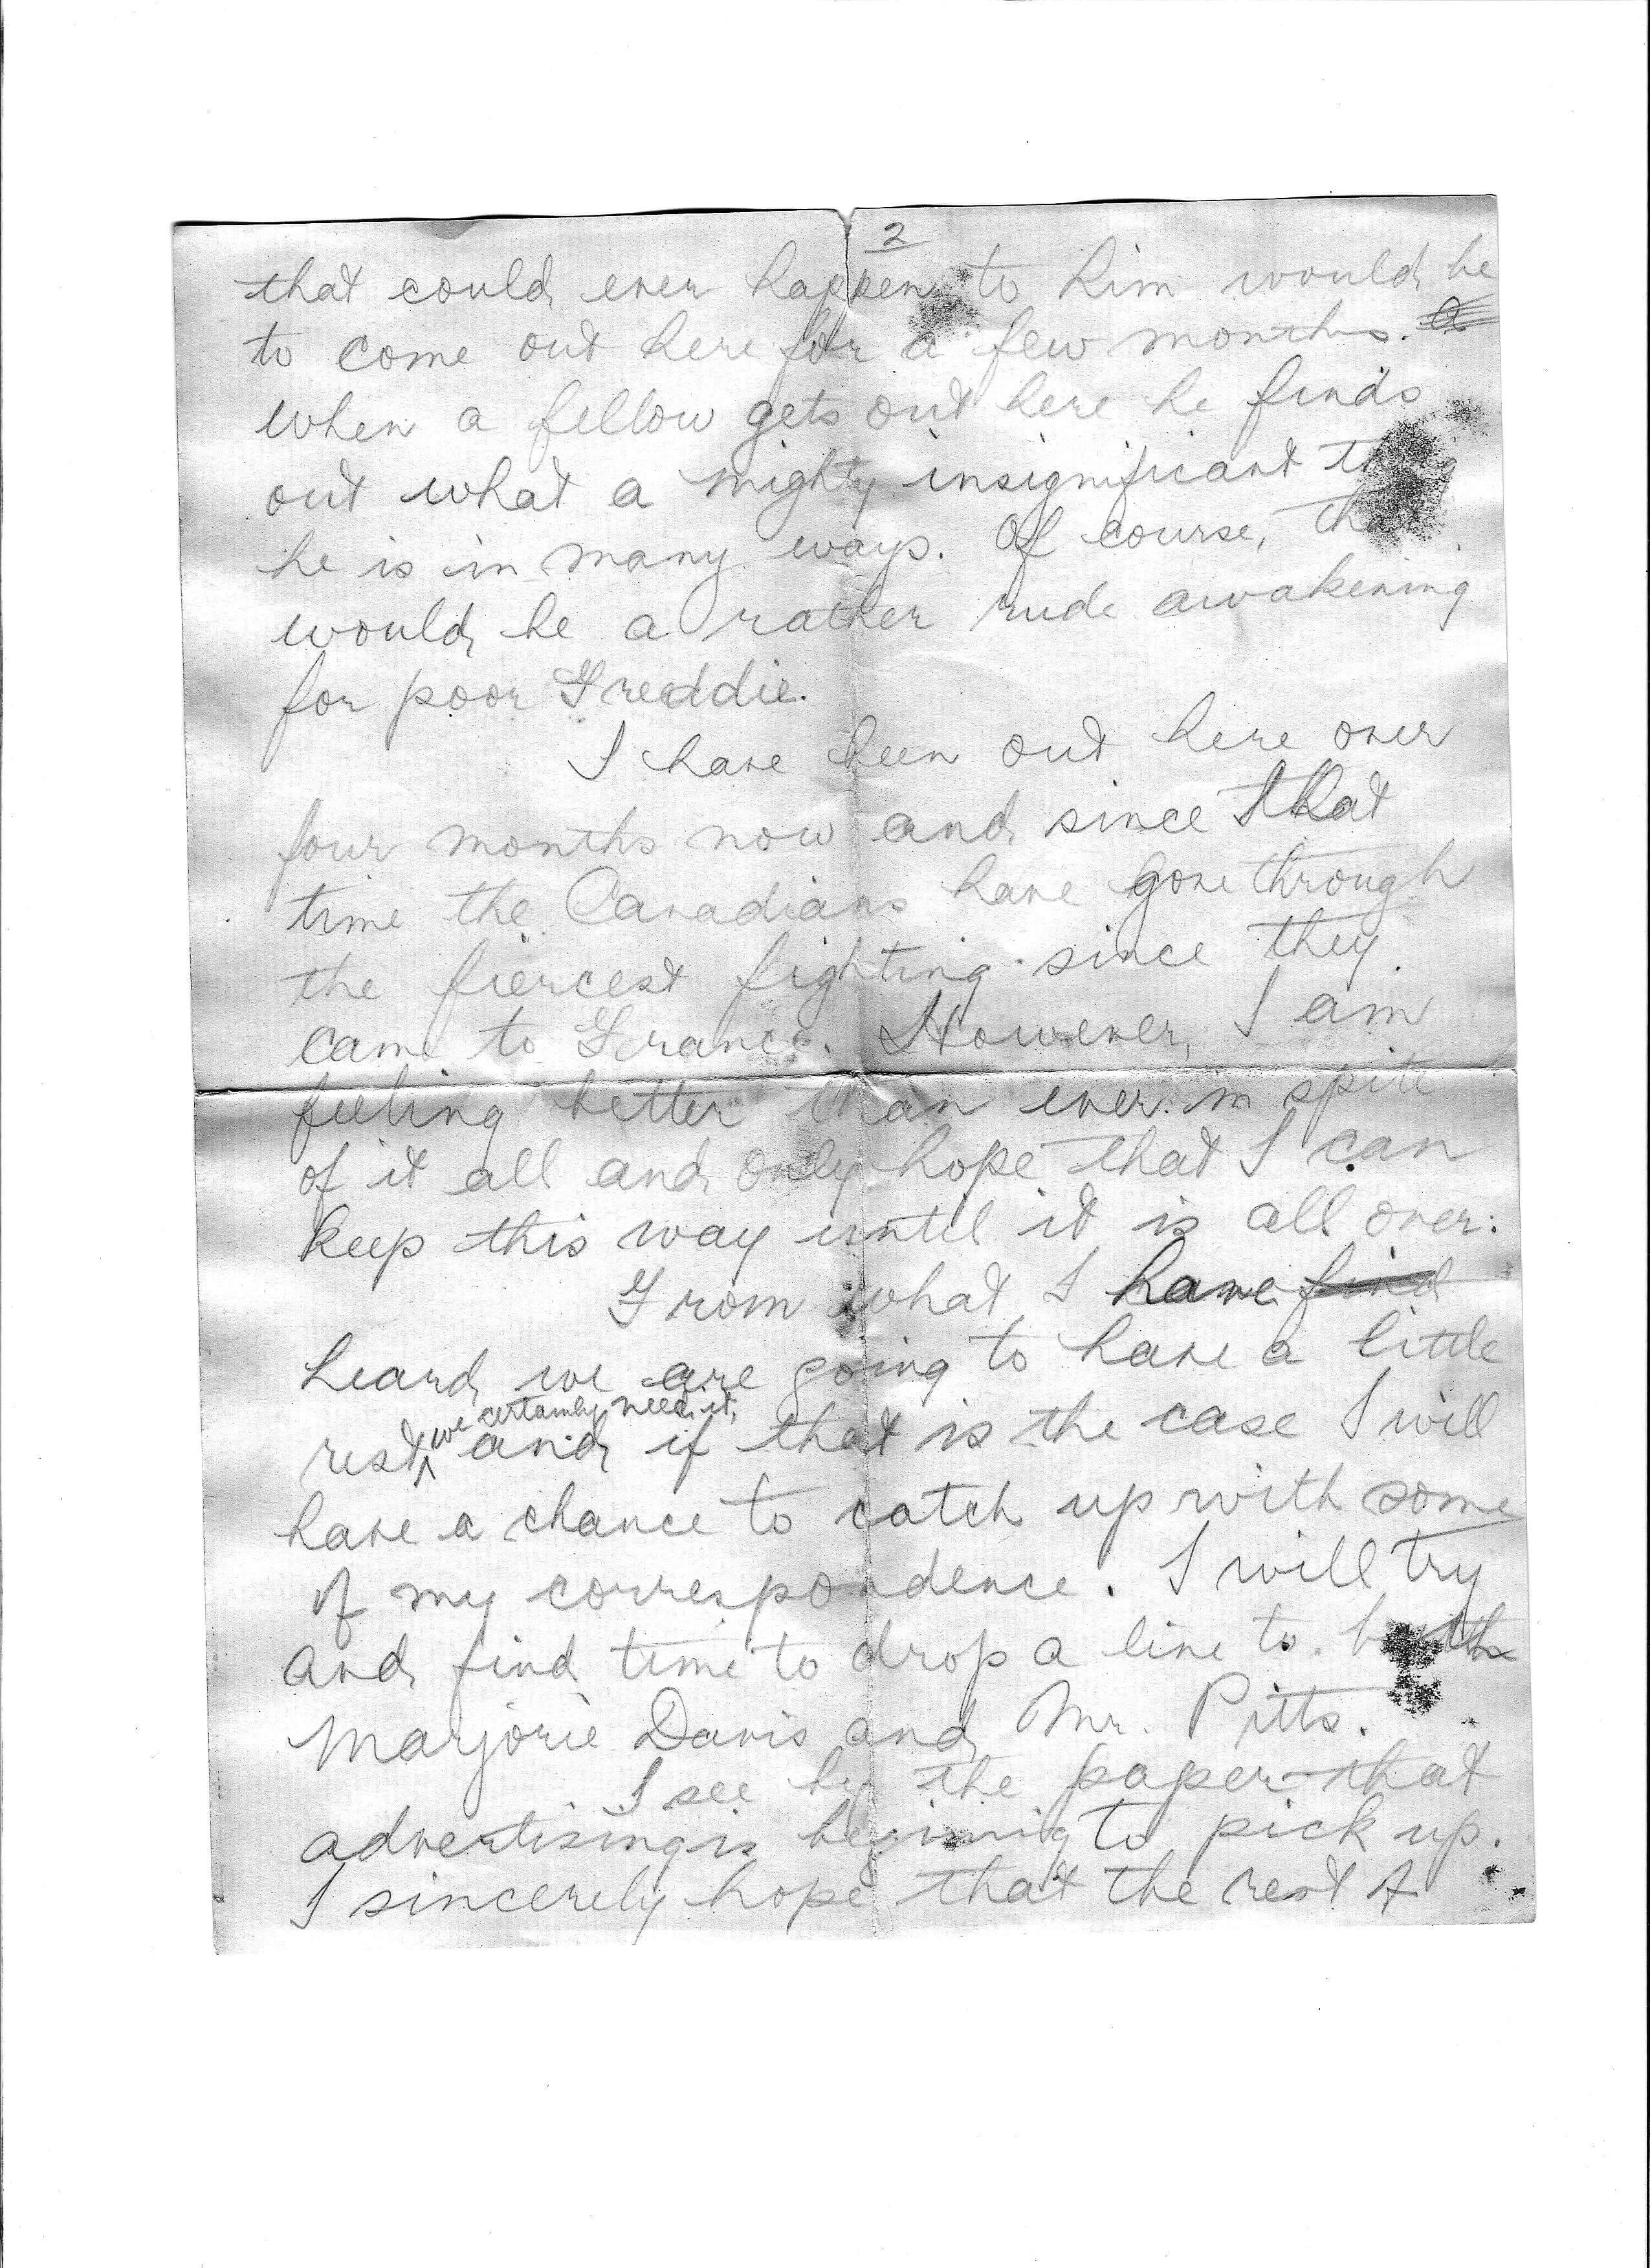 2
that could ever happen to him would be
to come out here for a few months. a
when a fellow gets out here he finds
out what a mighty insignificant thing
he is in many ways. Of course, that
would be a rather rude awakening
for poor Freddie.
I have been out here over
four months now and since that
time the Canadians have gone through
the fiercest fighting since they
came to France. However, I am
feeling better than ever in spite
of it all and only hope that I can
keep this way until it is all over.
From what I have find
heard we are going to have a little
we certainly need it,
rest, and if that is the case I will
have a chance to catch up with some
of my correspondence. I will try
and find time to drop a line to both
Marjorie Davis and Mr. Pitts.
I see by the paper that
advertising is begining to pick up.
I sincerely hope that the rest of